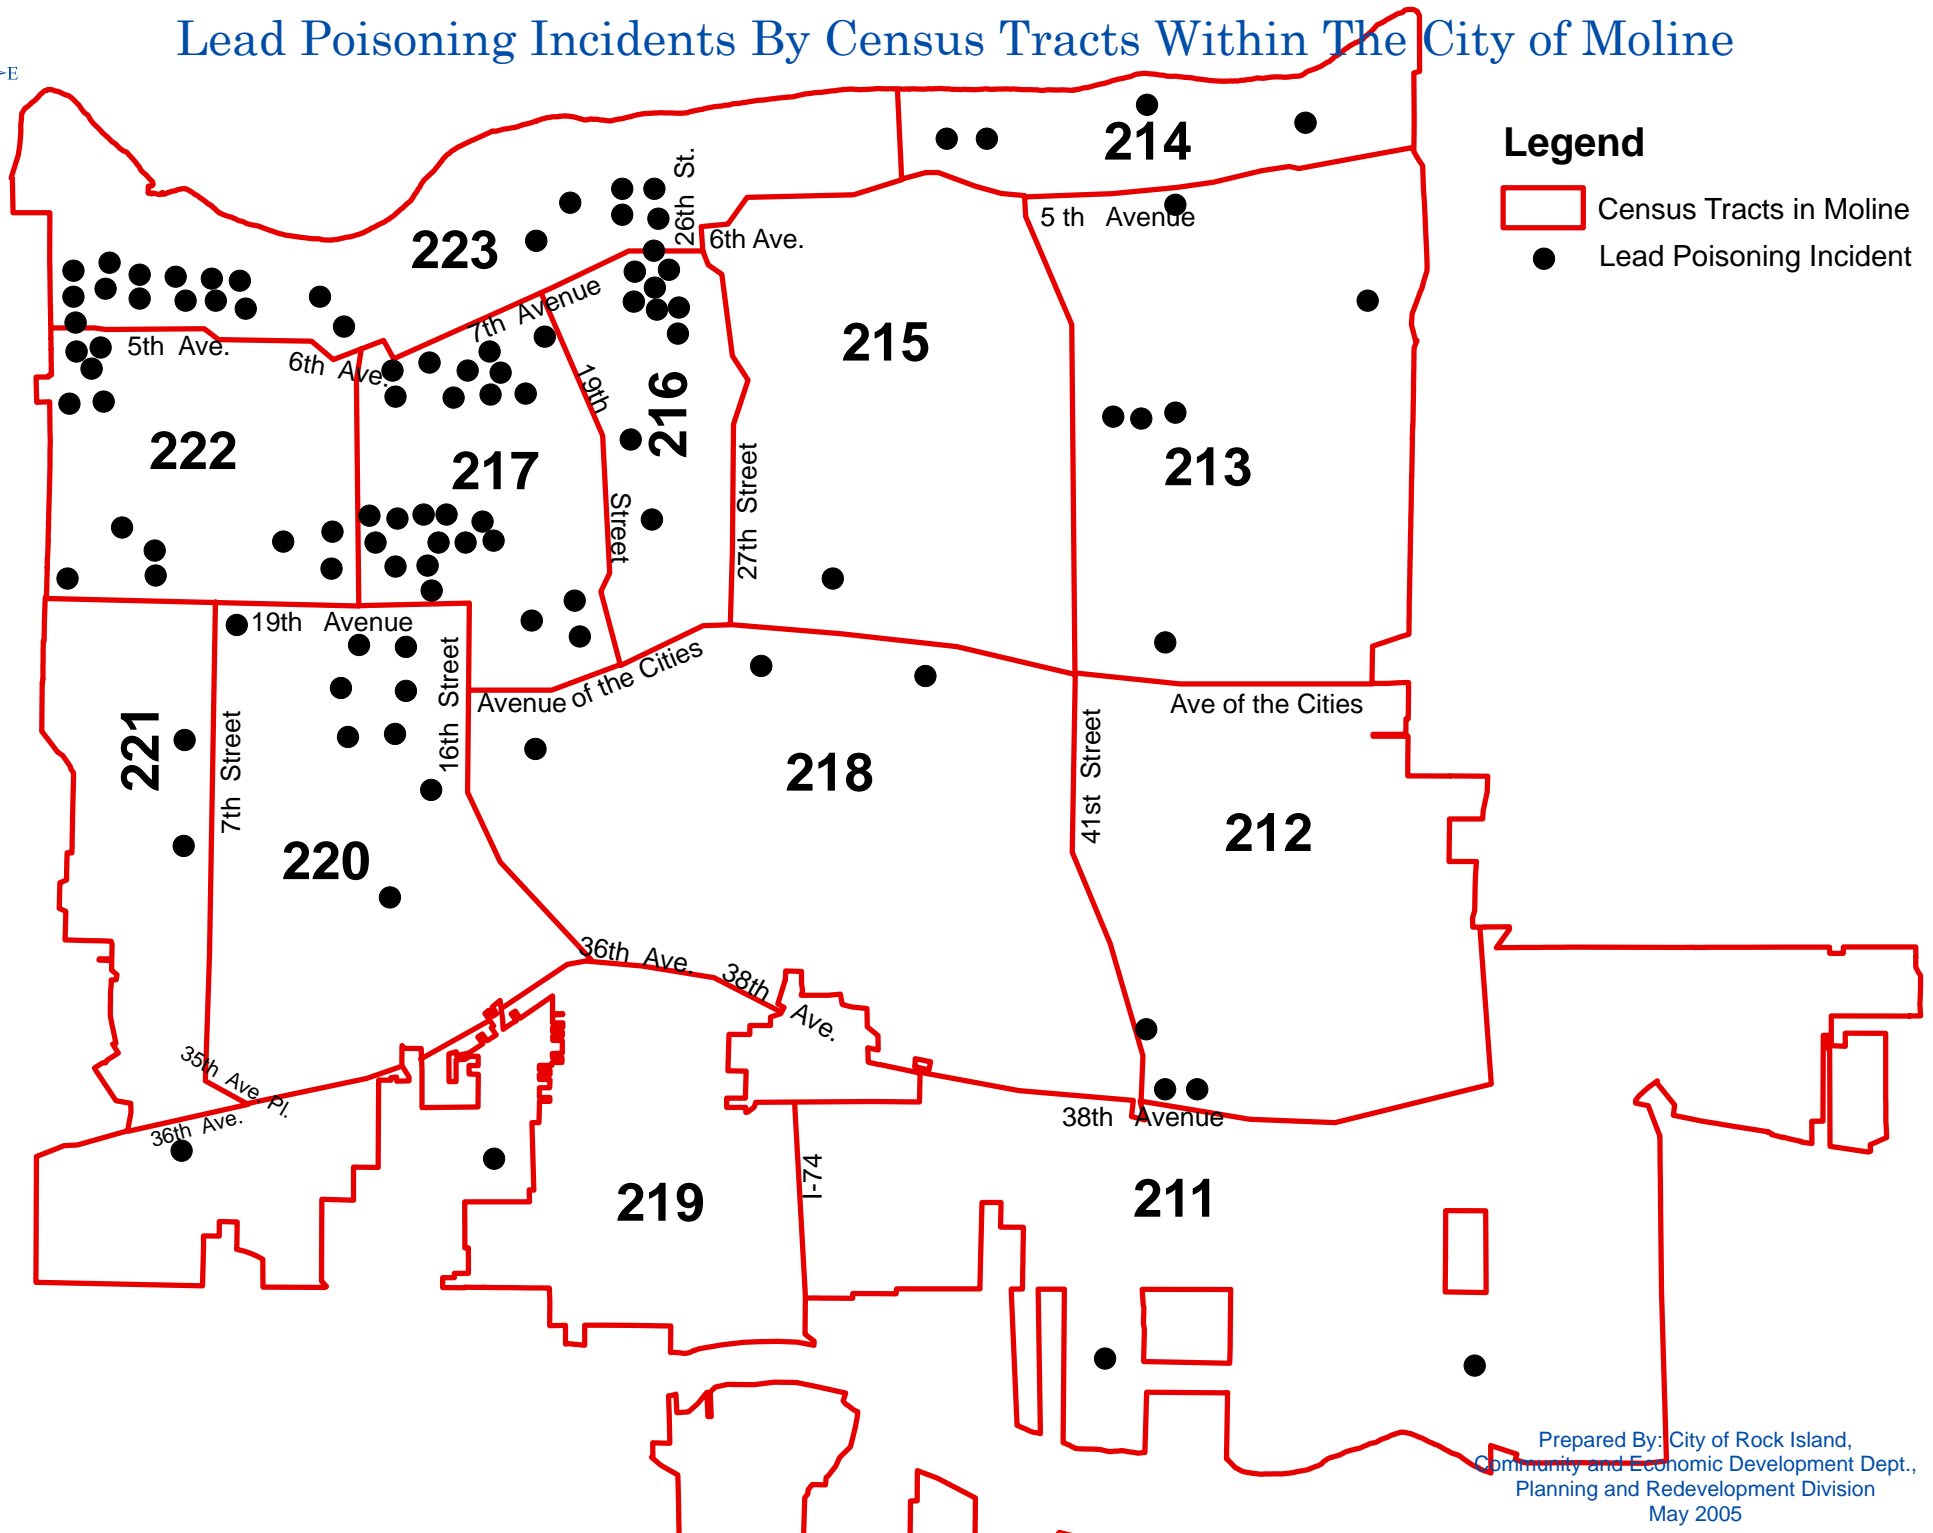 Lead Poisoning Incidents By Census Tracts Within The City of Moline
E
Legend
Census Tracts in Moline
Lead Poisoning Incident
214
26th St.
5 th Avenue
6th Ave.
223
7th Avenue
5th Ave.
6th Ave.
215
19th Street
216
222
217
213
27th Street
19th Avenue
16th Street
Avenue of the Cities
Ave of the Cities
221
7th Street
218
41st Street
212
220
36th Ave.
38th Ave.
35th Ave. Pl.
36th Ave.
38th Avenue
I-74
219
211
Prepared By: City of Rock Island,
Community and Economic Development Dept.,
Planning and Redevelopment Division
May 2005